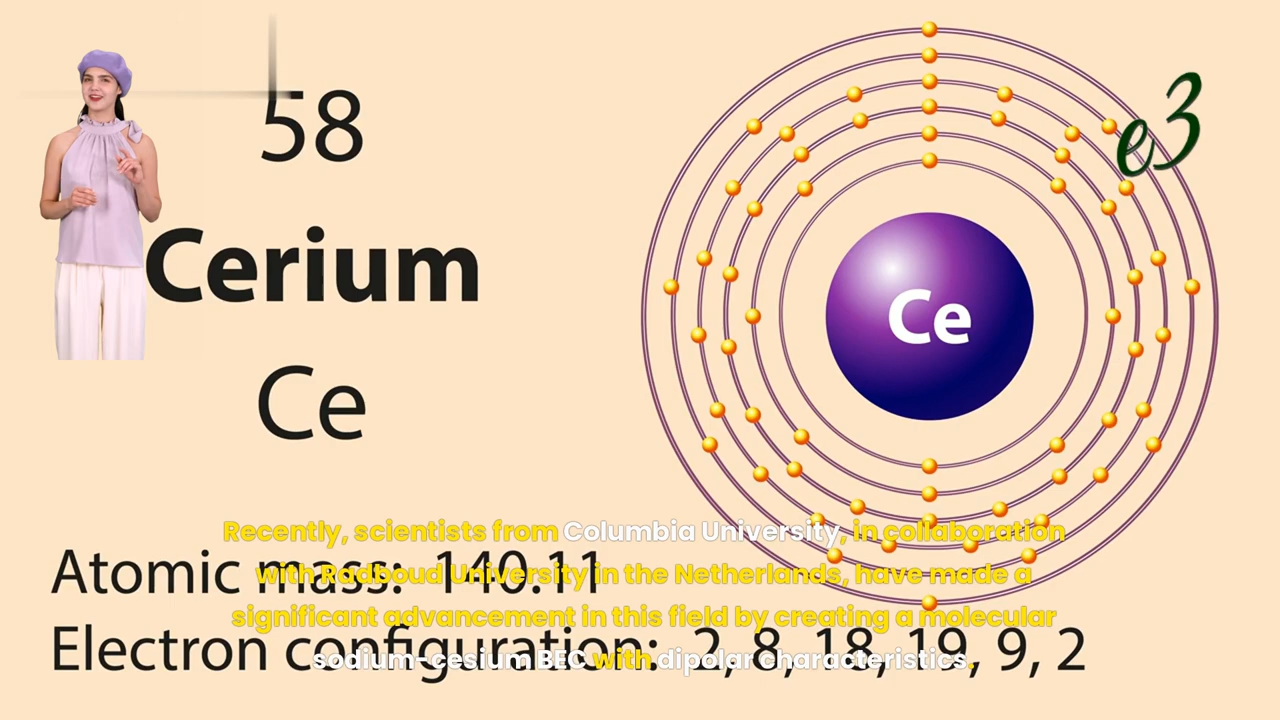 58
Cerium
Ce
Ce
e3
Atomic mass: 140.11
Electron configuration: 2, 8, 18, 19, 9, 2
Recently, scientists from Columbia University, in collaboration
with Radboud University in the Netherlands, have made a
significant advancement in this field by creating a molecular
sodium-cesium BEC with dipolar characteristics.